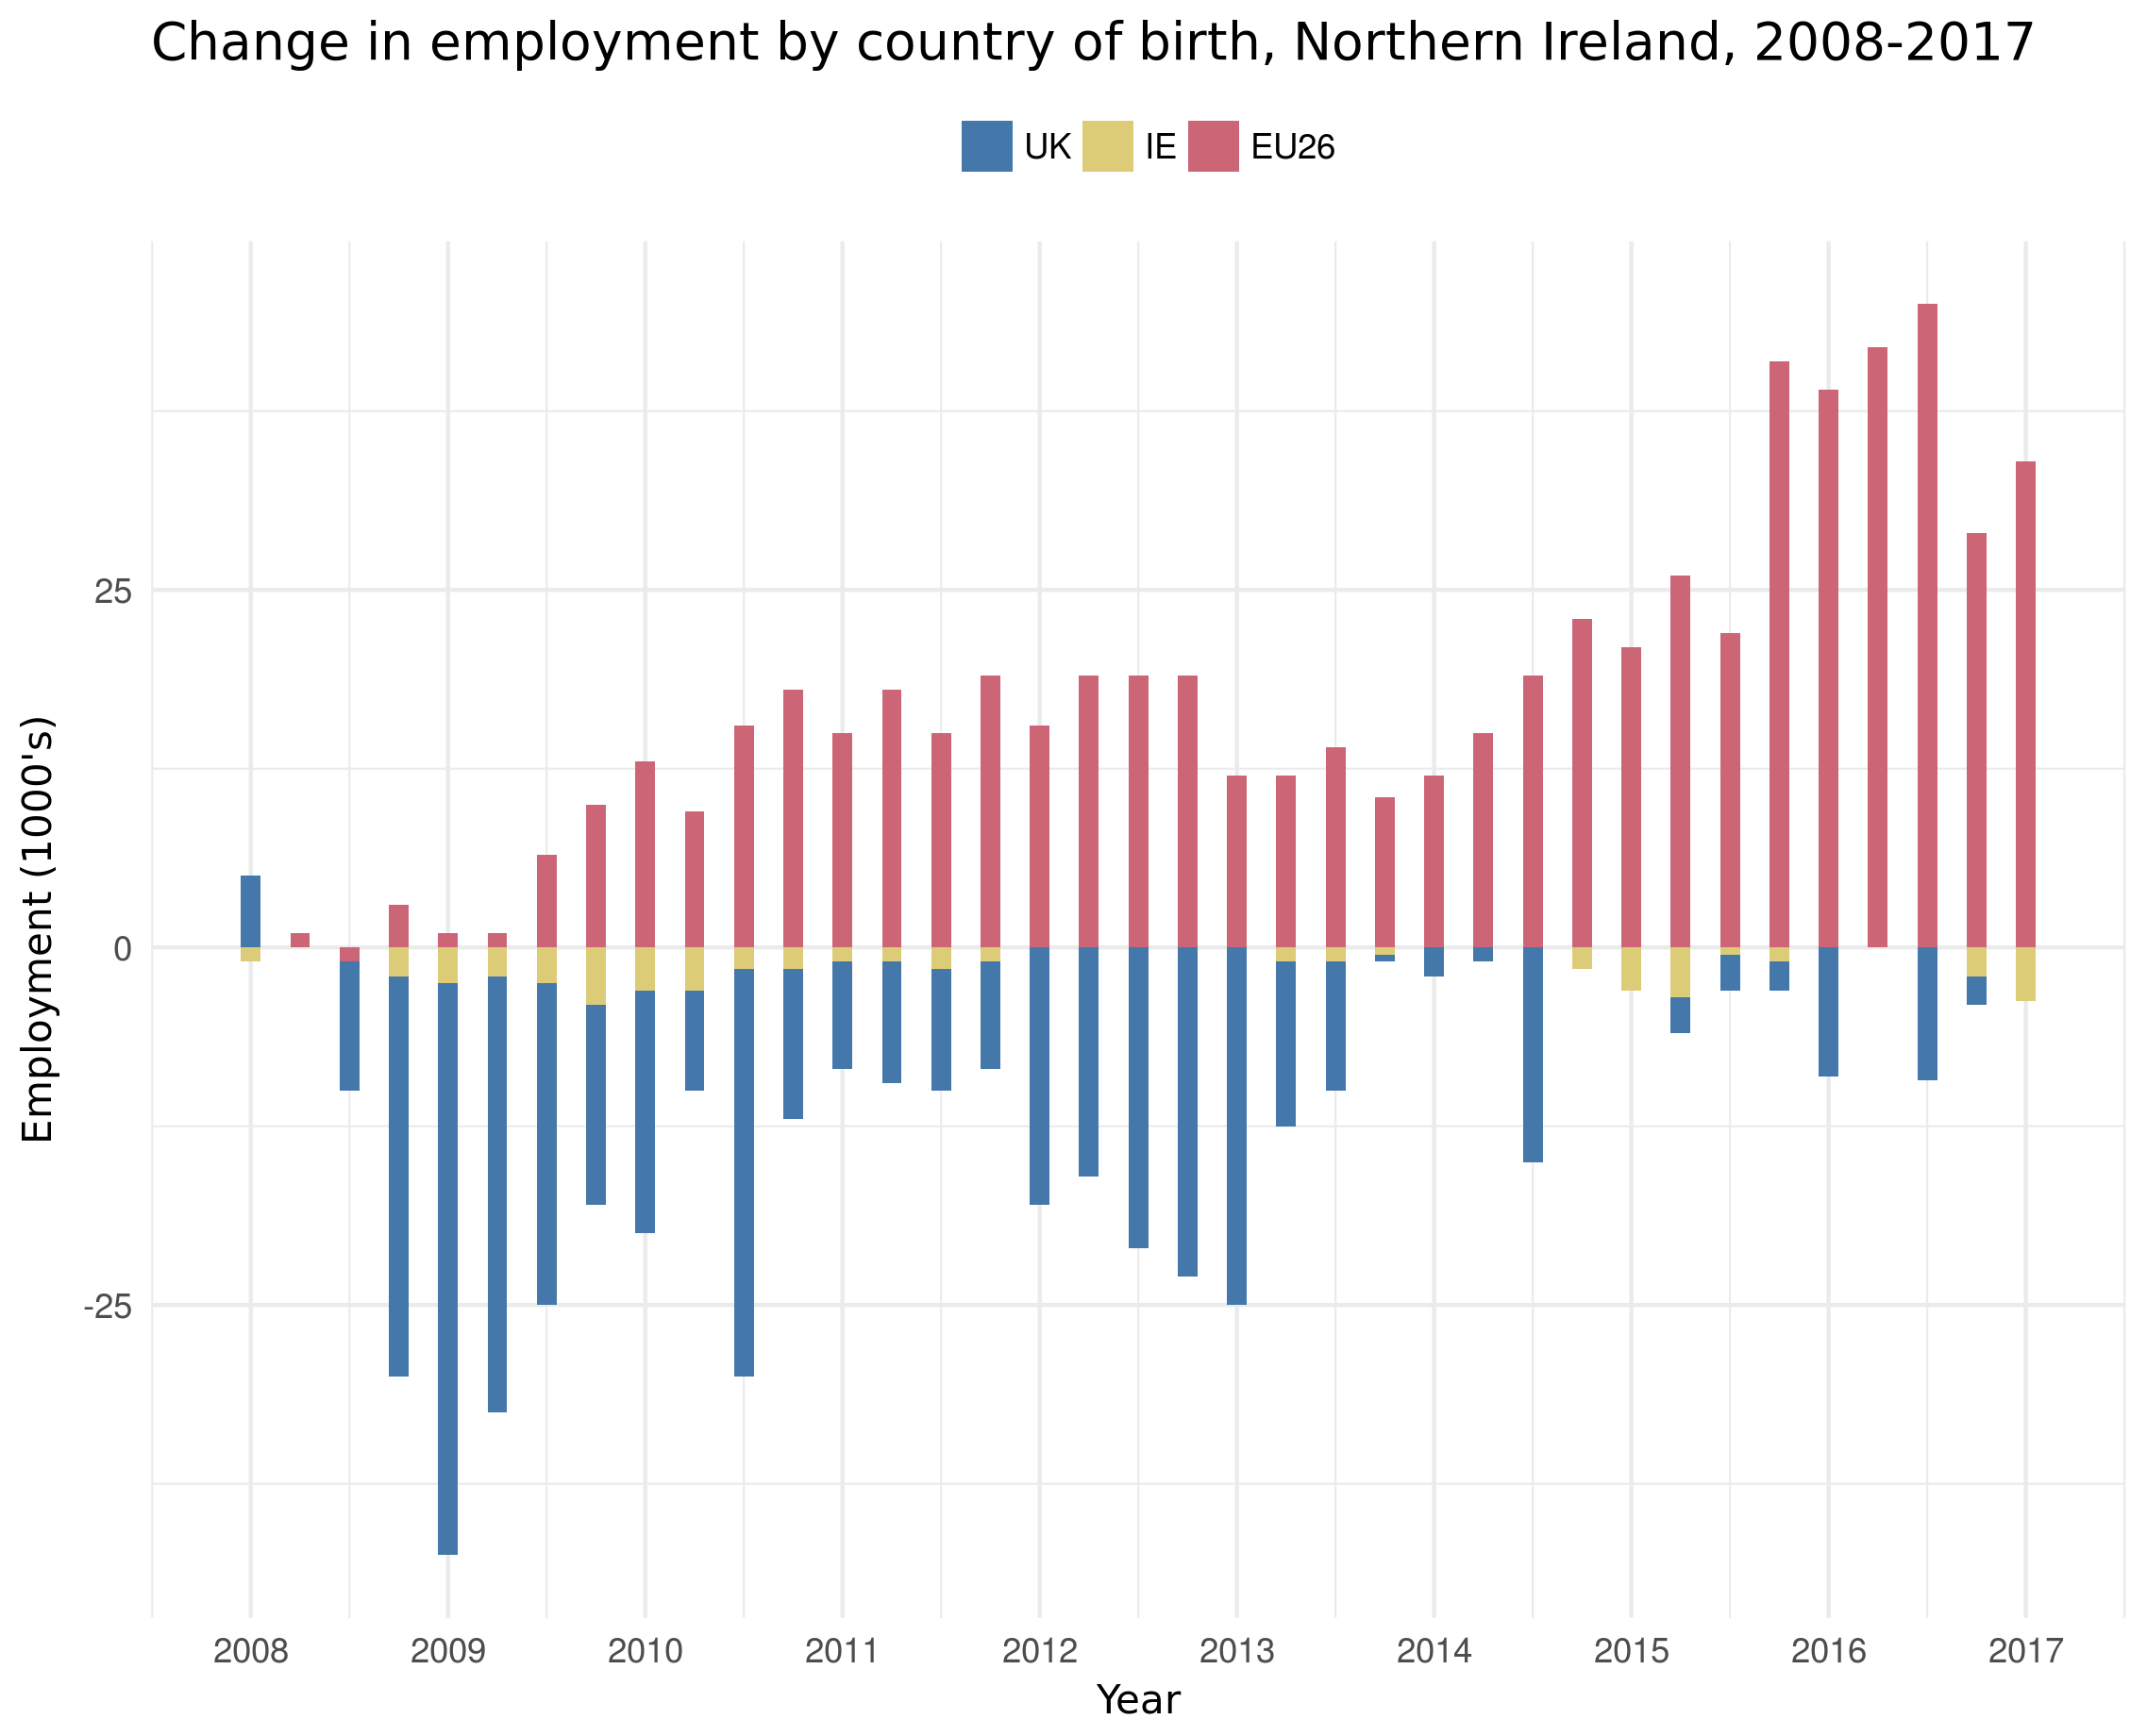 Change in employment by country of birth, Northern Ireland, 2008-2017
UK IE EU26
25
0
-25
Employment (1000's)
2008 2009 2010 2011 2012 2013 2014 2015 2016 2017
Year